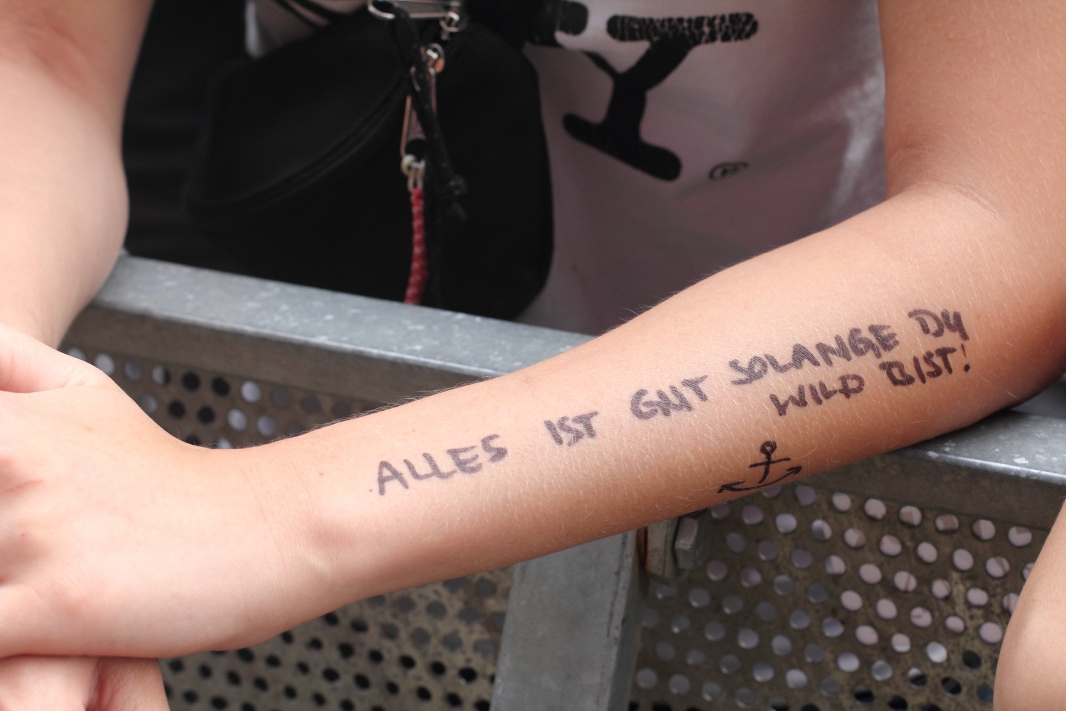 ALLES IST GUT SOLANGE DU
WILD BIST!